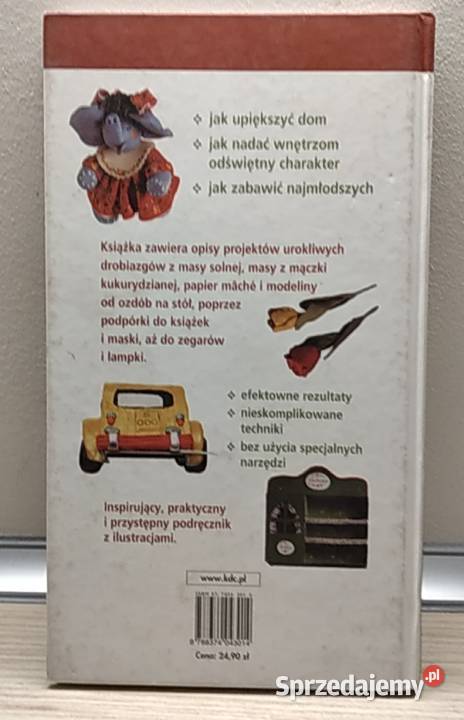 ❖ jak upiększyć dom
❖ jak nadać wnętrzom
odświętny charakter
❖ jak zabawić najmłodszych
Książka zawiera opisy projektów urokliwych
drobiazgów z masy solnej, masy z mączki
kukurydzianej, papier mâché i modeliny
od ozdób na stół, poprzez
podpórki do książek
i maski, aż do zegarów
i lampki.
❖ efektowne rezultaty
❖ nieskomplikowane
techniki
❖ bez użycia specjalnych
narzędzi
Inspirujący, praktyczny
i przystępny podręcznik
z ilustracjami.
www.kdc.pl
9 788374 043014
Cena: 24,90 zł
Sprzedajemy.pl